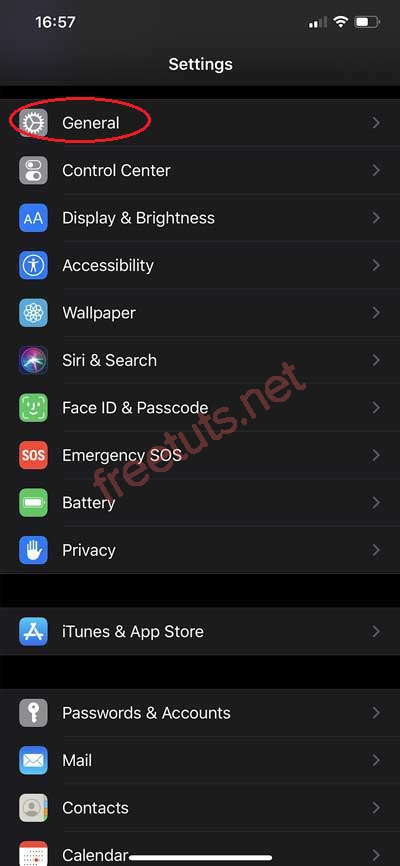 16:57
Settings
General
Control Center
AA
Display & Brightness
Accessibility
Wallpaper
Siri & Search
Face ID & Passcode
SOS
Emergency SOS
Battery
Privacy
iTunes & App Store
Passwords & Accounts
Mail
Contacts
Calendar
freetuts.net